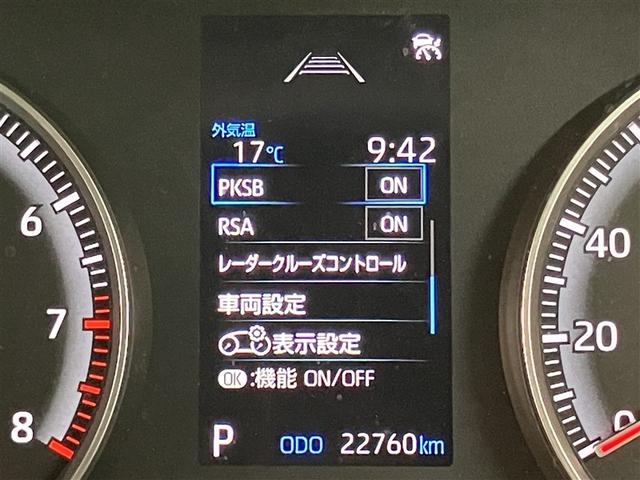 外気温
17℃ 9:42
PKSB ON
RSA ON
レーダークルーズコントロール
車両設定
表示設定
OK:機能 ON/OFF
P ODO 22760km
6
7
8
40
20
0